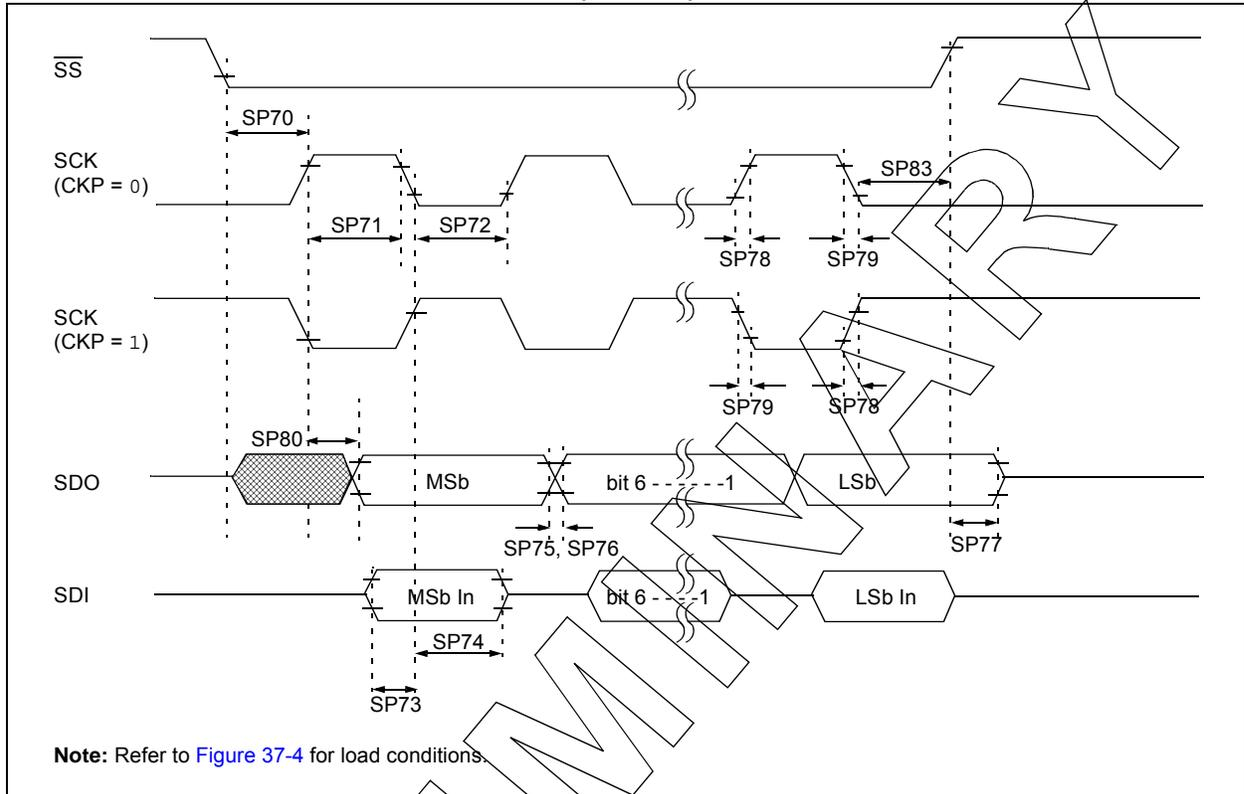 SS
SP70
SCK
(CKP = 0)
SP83
SP71
SP72
SP78
SP79
SCK
(CKP = 1)
SP79
SP78
SP80
SDO
MSb
bit 6 - - - - - -1
LSb
SP75, SP76
SP77
SDI
MSb In
bit 6 - - - -1
LSb In
SP74
SP73
Note: Refer to Figure 37-4 for load conditions.